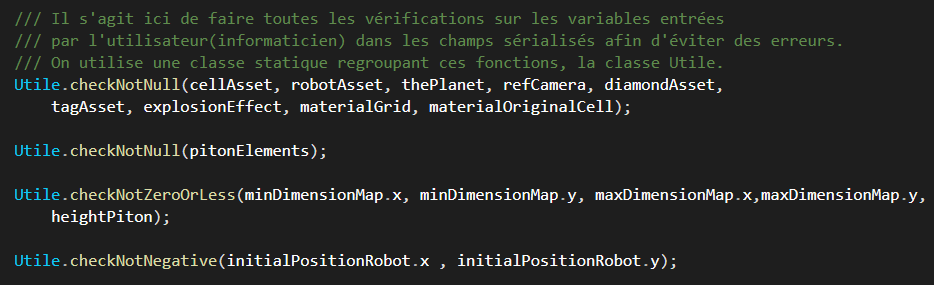 /// Il s'agit ici de faire toutes les vérifications sur les variables entrées
/// par l'utilisateur(informaticien) dans les champs sérialisés afin d'éviter des erreurs.
/// On utilise une classe statique regroupant ces fonctions, la classe Utile.
Utile.checkNotNull(cellAsset, robotAsset, thePlanet, refCamera, diamondAsset,
tagAsset, explosionEffect, materialGrid, materialOriginalCell);
Utile.checkNotNull(pitonElements);
Utile.checkNotZeroOrLess(minDimensionMap.x, minDimensionMap.y, maxDimensionMap.x,maxDimensionMap.y,
heightPiton);
Utile.checkNotNegative(initialPositionRobot.x , initialPositionRobot.y);